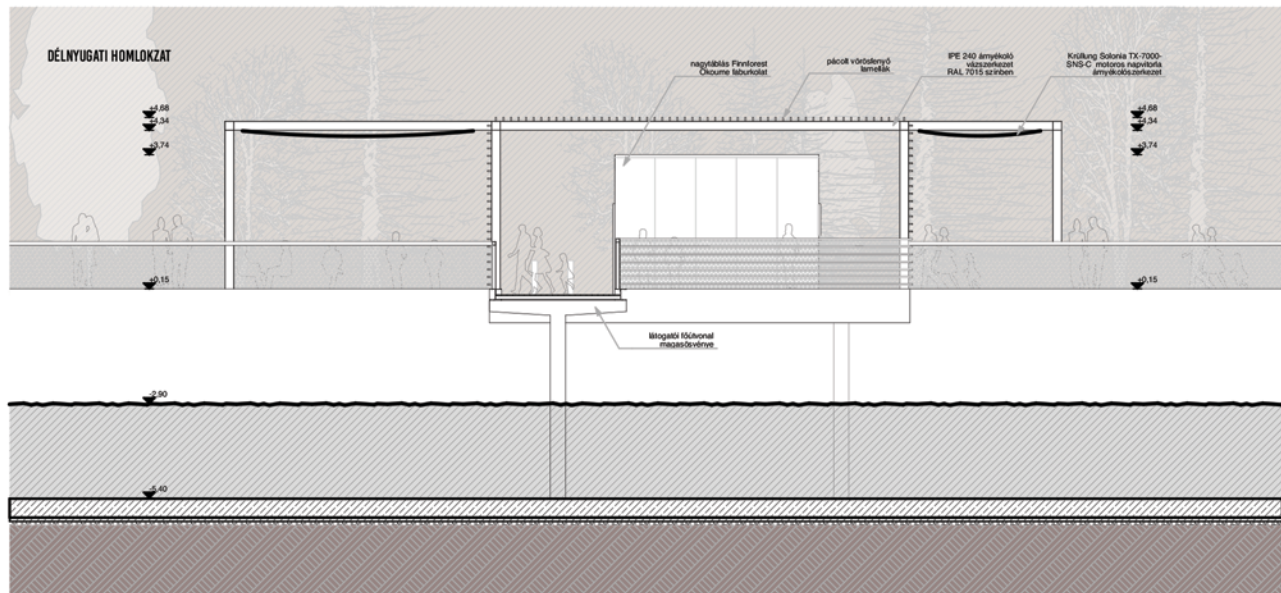 DÉLNYUGATI HOMLOKZAT
nagytáblás Finnforest
Okoume faburkolat
pácolt vörösfenyő
lamellák
IPE 240 árnyékoló
vázszerkezet
RAL 7015 színben
Krüllung Solonia TX-7000-
SNS-C motoros napvitorla
árnyékolószerkezet
+4,68
+4,34
+3,74
+4,68
+4,34
+3,74
+0,15
+0,15
látogatói főútvonal
magasösvénye
-2,90
-5,40